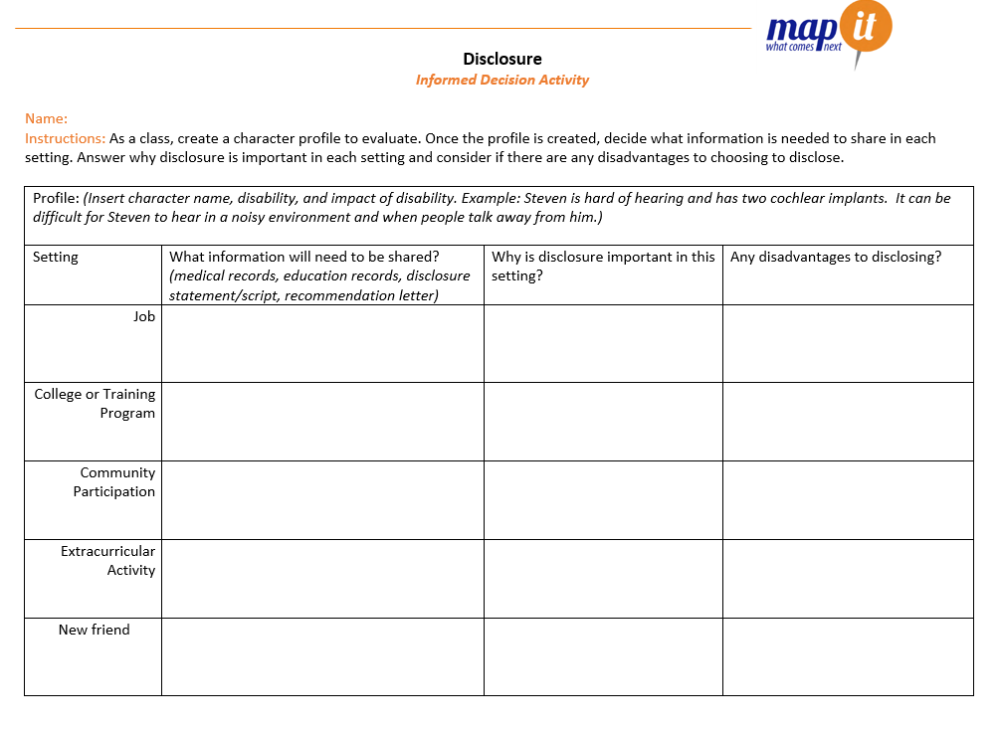 map it
what comes next
Disclosure
Informed Decision Activity
Name:
Instructions: As a class, create a character profile to evaluate. Once the profile is created, decide what information is needed to share in each
setting. Answer why disclosure is important in each setting and consider if there are any disadvantages to choosing to disclose.
Profile: (Insert character name, disability, and impact of disability. Example: Steven is hard of hearing and has two cochlear implants.  It can be
difficult for Steven to hear in a noisy environment and when people talk away from him.)
Setting
What information will need to be shared?
(medical records, education records, disclosure
statement/script, recommendation letter)
Why is disclosure important in this
setting?
Any disadvantages to disclosing?
Job
College or Training
Program
Community
Participation
Extracurricular
Activity
New friend